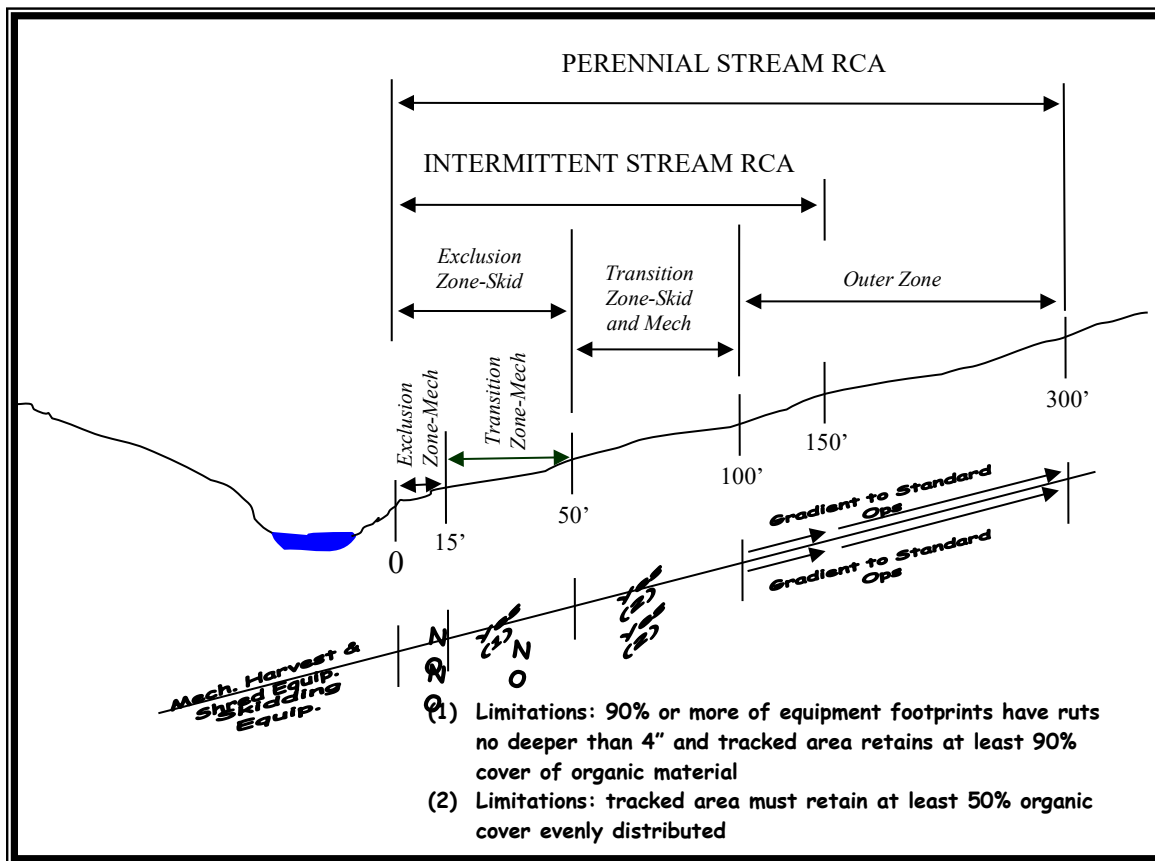 PERENNIAL STREAM RCA
INTERMITTENT STREAM RCA
Exclusion
Zone-Skid
Transition
Zone-Skid
and Mech
Outer Zone
Exclusion
Zone-Mech
Transition
Zone-Mech
0
15’
50’
100’
150’
300’
Gradient to Standard
Ops
Gradient to Standard
Ops
Mech. Harvest &
Shred Equip.
Skidding
Equip.
NO
NO
Yes
(1)
NO
Yes
(2)
Yes
(2)
(1) Limitations: 90% or more of equipment footprints have ruts
no deeper than 4” and tracked area retains at least 90%
cover of organic material
(2) Limitations: tracked area must retain at least 50% organic
cover evenly distributed